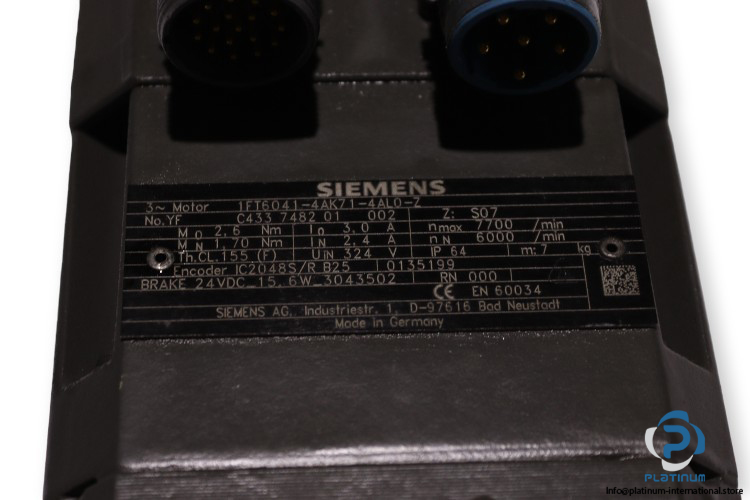 SIEMENS
3~ Motor 1FT6041-4AK71-4AL0-Z
No.YF C433 7482 01 002 Z: S07
M0 2,6 Nm I0 3,0 A nmax 7700 /min
MN 1,70 Nm IN 2,4 A nN 6000 /min
Th.CL.155 (F) UIN 324 V IP 64 m: 7 kg
Encoder IC2048S/R B25 0135199
BRAKE 24VDC 15,6W 3043502 RN 000
CE EN 60034
SIEMENS AG, Industriestr. 1, D-97616 Bad Neustadt
Made in Germany
PLATINUM
info@platinum-international.store